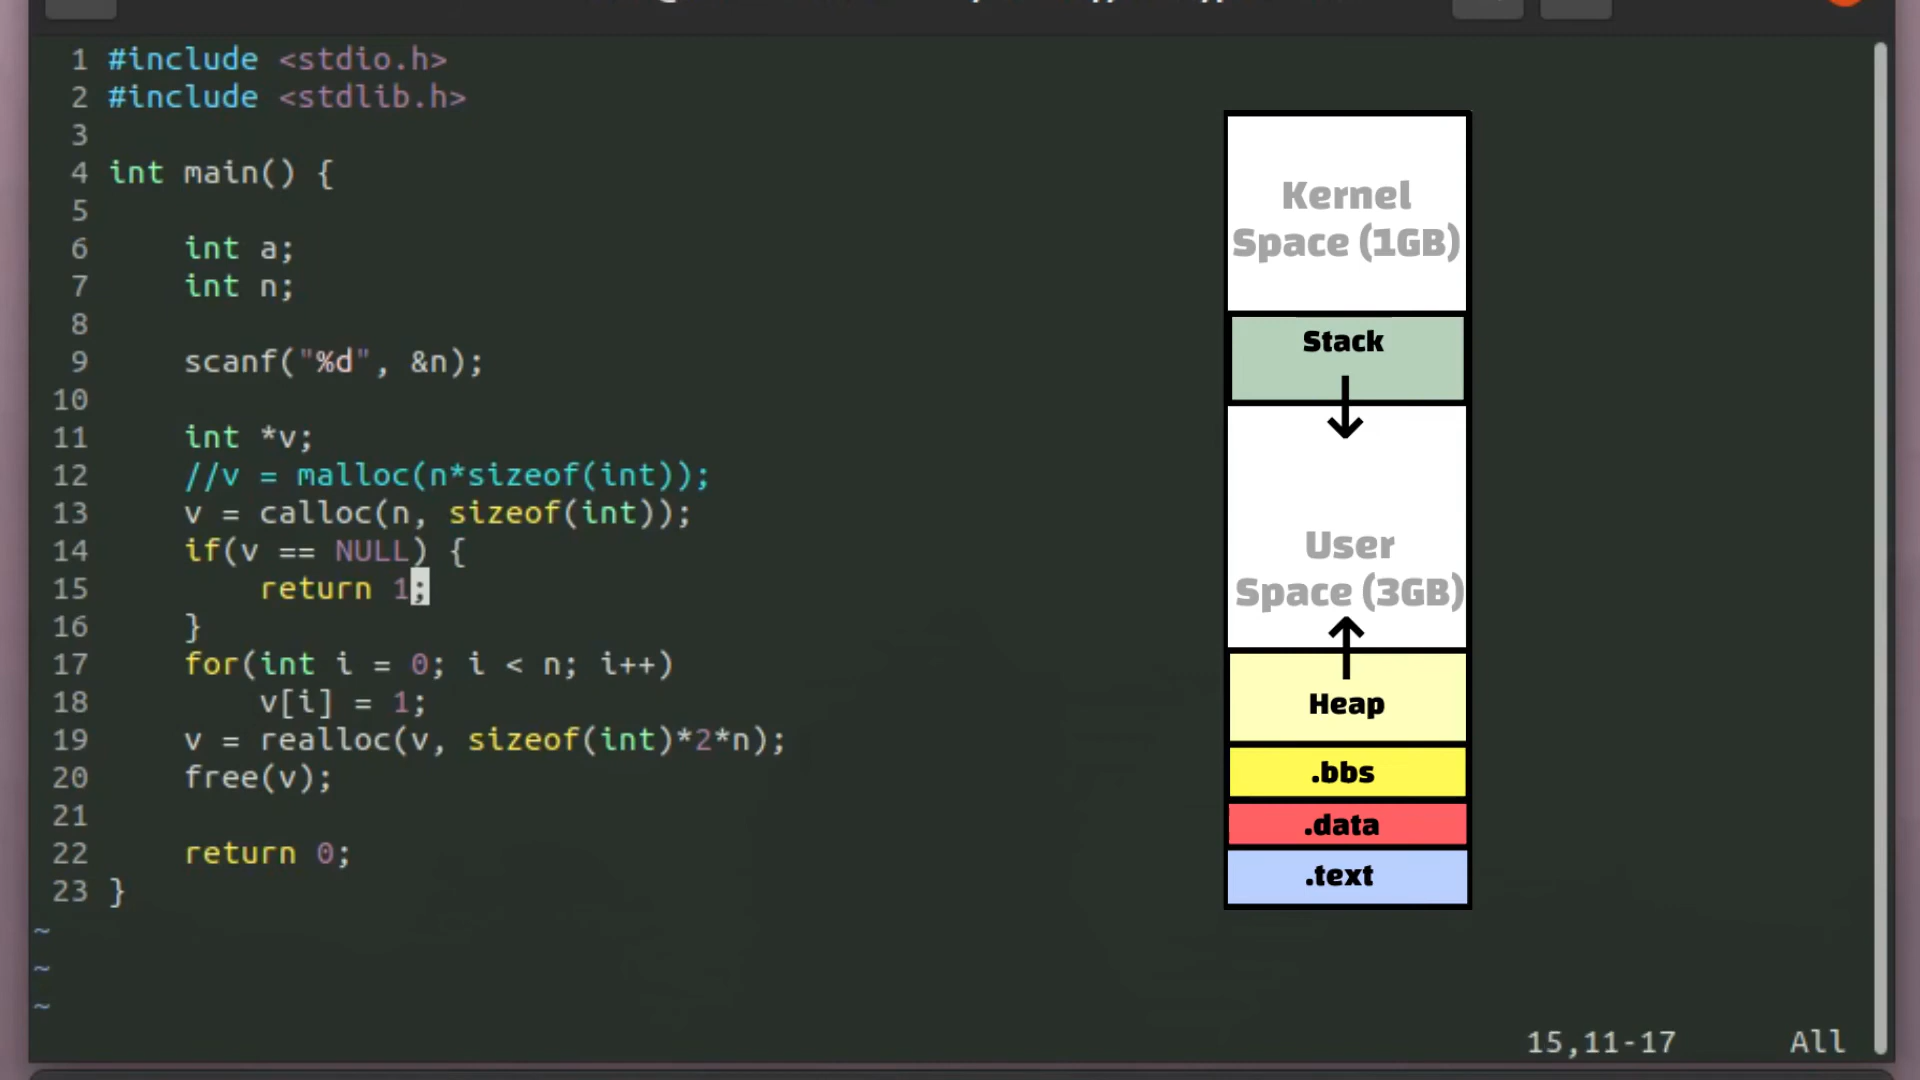 1 #include <stdio.h>
2 #include <stdlib.h>
3
4 int main() {
5
6     int a;
7     int n;
8
9     scanf("%d", &n);
10
11     int *v;
12     //v = malloc(n*sizeof(int));
13     v = calloc(n, sizeof(int));
14     if(v == NULL) {
15         return 1;
16     }
17     for(int i = 0; i < n; i++)
18         v[i] = 1;
19     v = realloc(v, sizeof(int)*2*n);
20     free(v);
21
22     return 0;
23 }
~
~
~
15,11-17 All
Kernel
Space (1GB)
Stack
User
Space (3GB)
Heap
.bbs
.data
.text